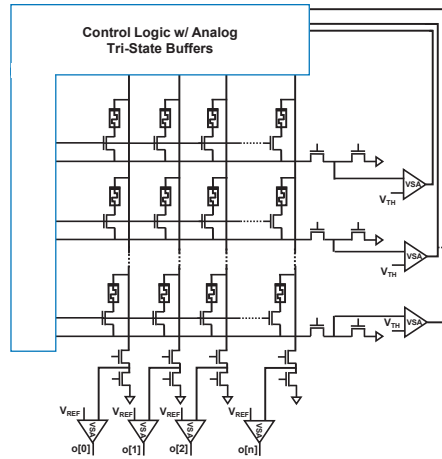 Control Logic w/ Analog
Tri-State Buffers
VSA
V_TH
VSA
V_TH
VSA
V_TH
V_REF V_REF V_REF V_REF
VSA VSA VSA VSA
o[0] o[1] o[2] o[n]